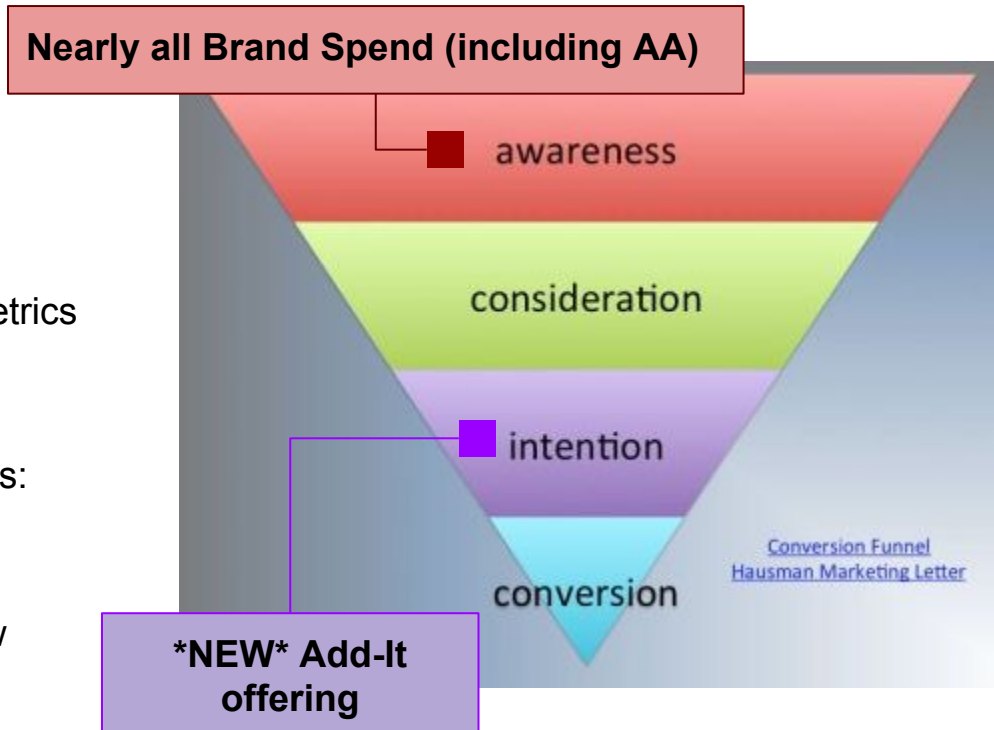 Nearly all Brand Spend (including AA)
awareness
consideration
etrics
intention
s:
Conversion Funnel
Hausman Marketing Letter
conversion
*NEW* Add-It
offering